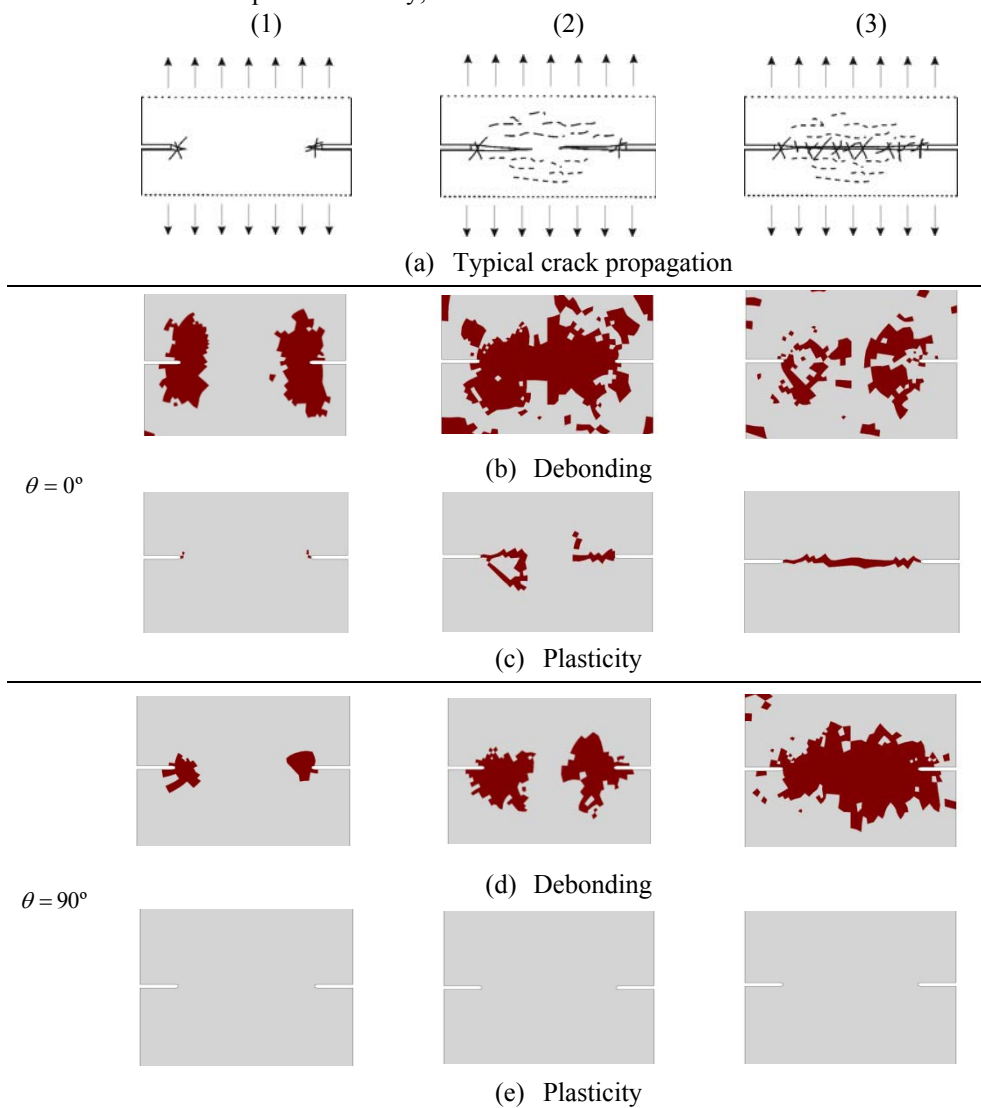 (1) (2) (3)
(a) Typical crack propagation
(b) Debonding
θ = 0º
(c) Plasticity
(d) Debonding
θ = 90º
(e) Plasticity